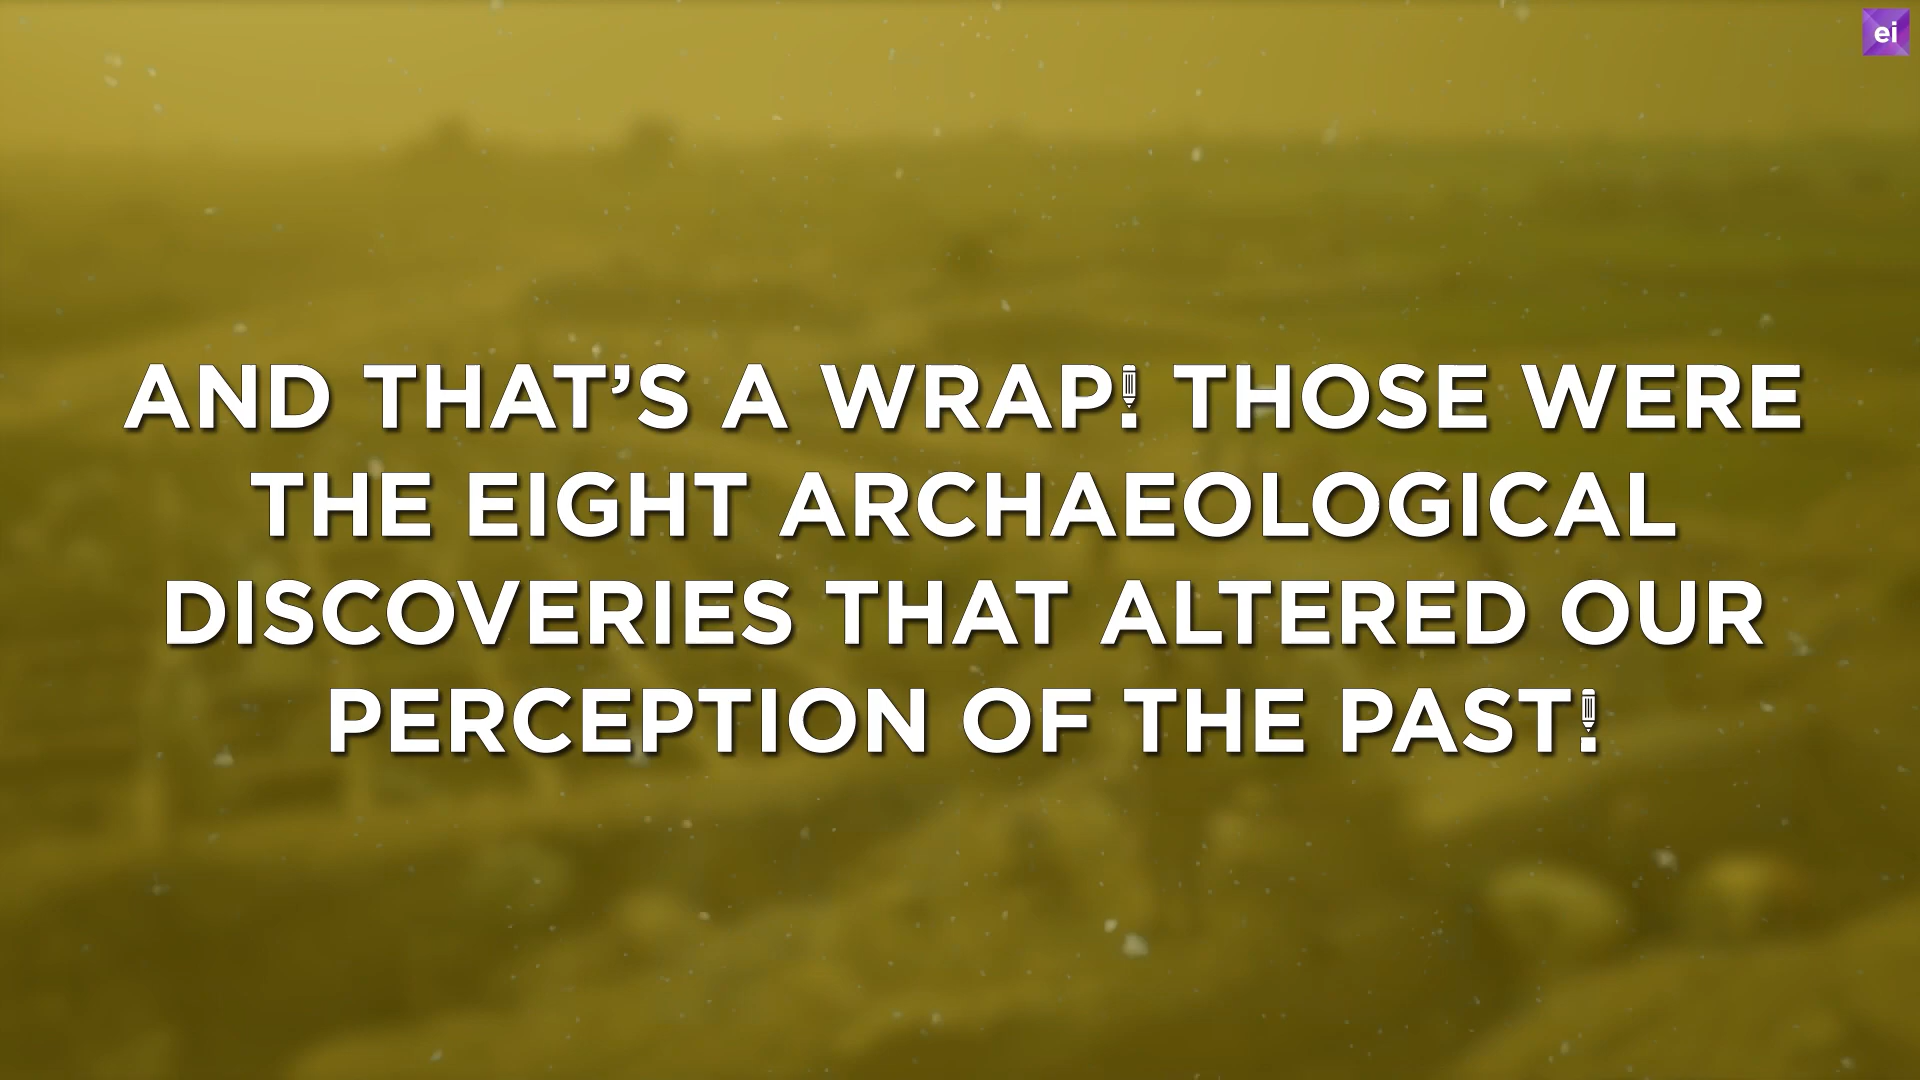 ei
AND THAT’S A WRAP! THOSE WERE
THE EIGHT ARCHAEOLOGICAL
DISCOVERIES THAT ALTERED OUR
PERCEPTION OF THE PAST!